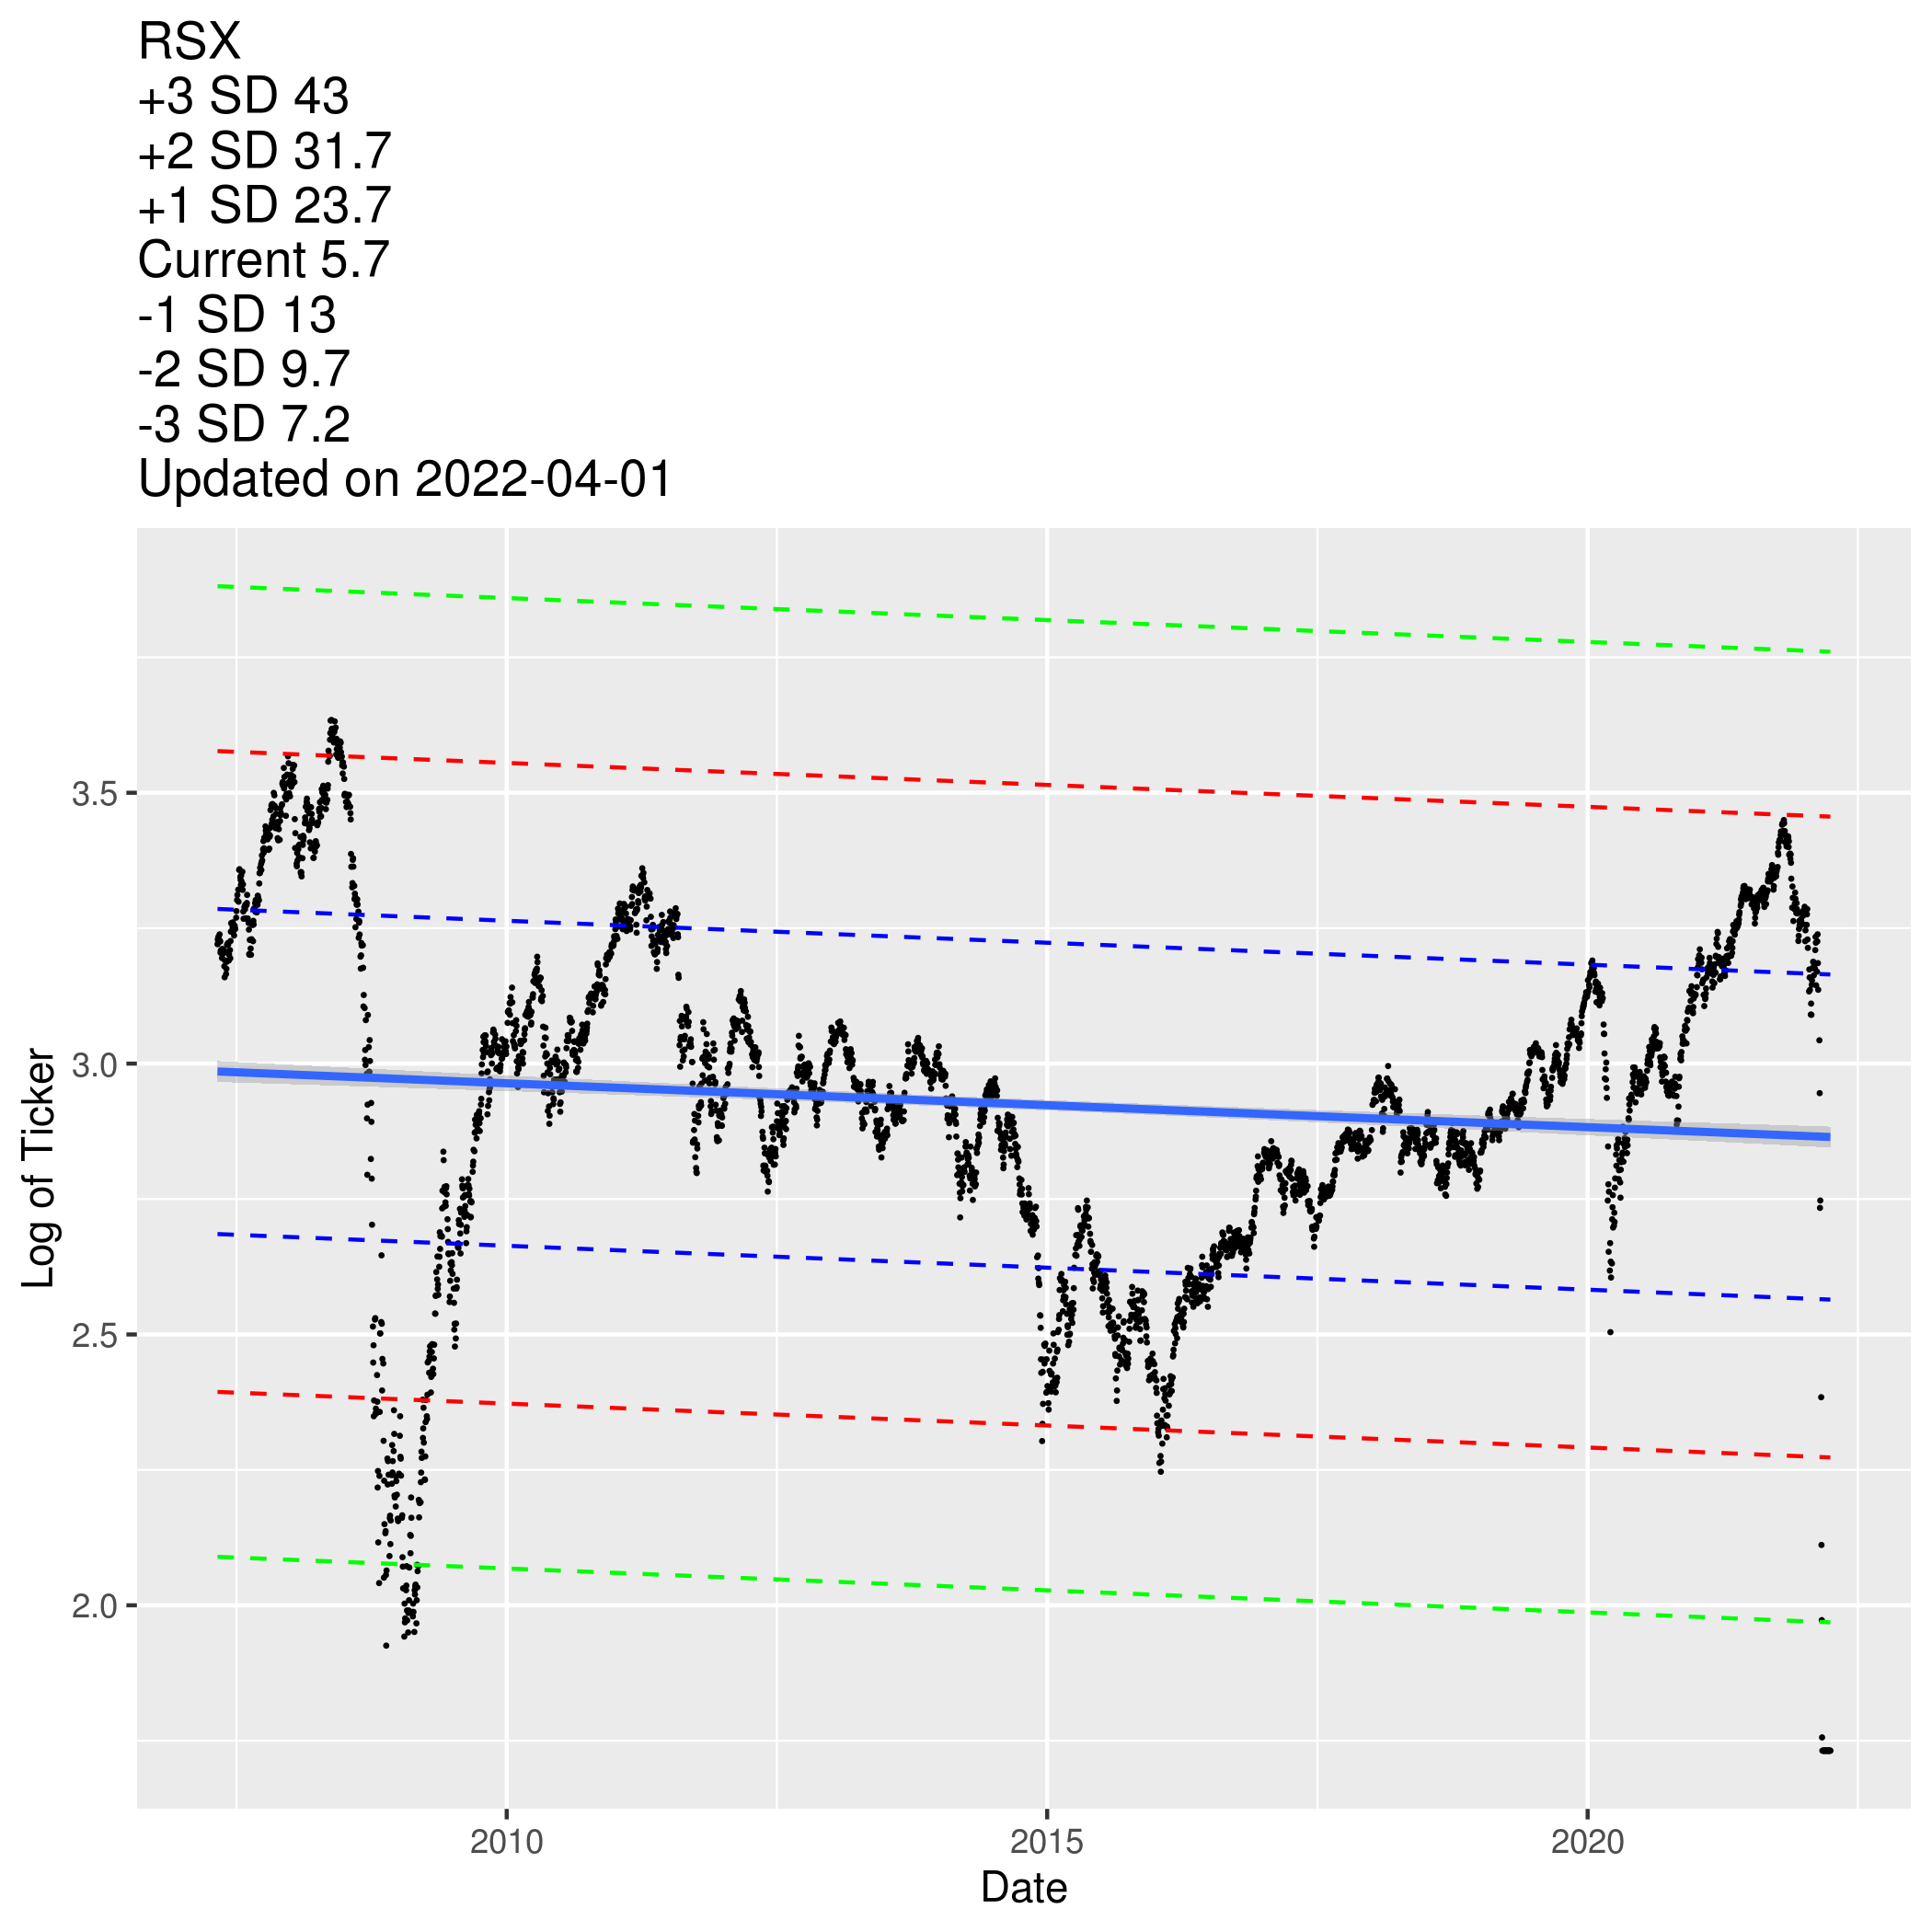 RSX
+3 SD 43
+2 SD 31.7
+1 SD 23.7
Current 5.7
-1 SD 13
-2 SD 9.7
-3 SD 7.2
Updated on 2022-04-01
3.5
3.0
2.5
2.0
Log of Ticker
2010 2015 2020
Date